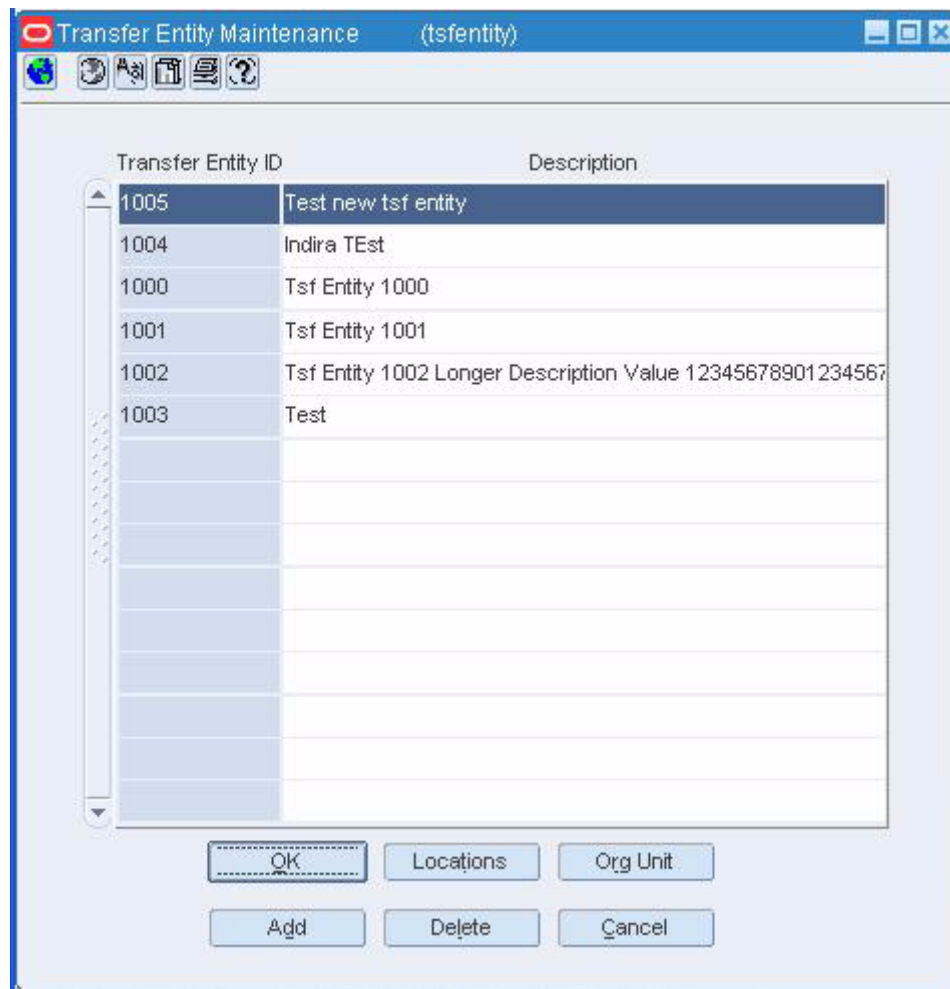 Transfer Entity Maintenance (tsfentity)
Transfer Entity ID Description
1005 Test new tsf entity
1004 Indira TEst
1000 Tsf Entity 1000
1001 Tsf Entity 1001
1002 Tsf Entity 1002 Longer Description Value 12345678901234567
1003 Test
OK Locations Org Unit
Add Delete Cancel